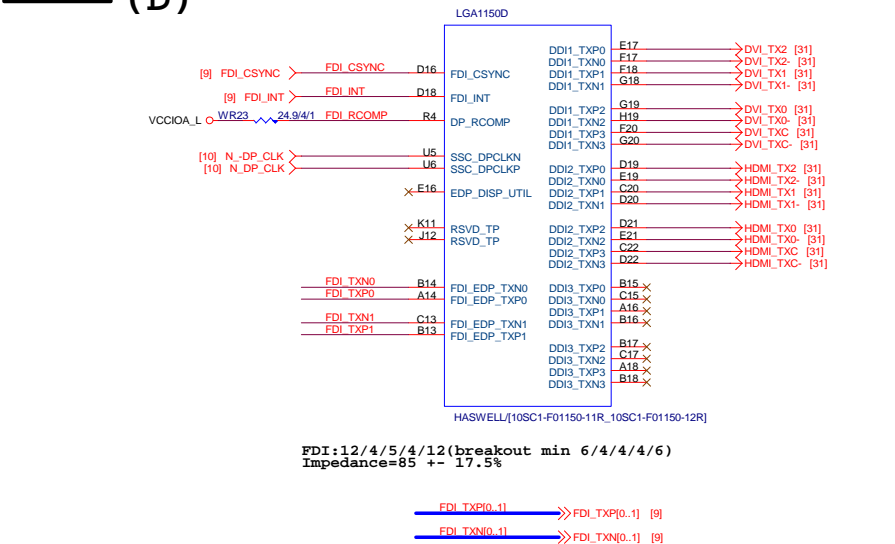 (D)
LGA1150D
[9] FDI_CSYNC FDI_CSYNC D16 FDI_CSYNC
[9] FDI_INT FDI_INT D18 FDI_INT
VCCIOA_L WR23 24.9/4/1 FDI_RCOMP R4 DP_RCOMP
[10] N_-DP_CLK U5 SSC_DPCLKN
[10] N_DP_CLK U6 SSC_DPCLKP
E16 EDP_DISP_UTIL
K11 RSVD_TP
J12 RSVD_TP
FDI_TXN0 B14 FDI_EDP_TXN0
FDI_TXP0 A14 FDI_EDP_TXP0
FDI_TXN1 C13 FDI_EDP_TXN1
FDI_TXP1 B13 FDI_EDP_TXP1
DDI1_TXP0 E17 DVI_TX2 [31]
DDI1_TXN0 F17 DVI_TX2- [31]
DDI1_TXP1 F18 DVI_TX1 [31]
DDI1_TXN1 G18 DVI_TX1- [31]
DDI1_TXP2 G19 DVI_TX0 [31]
DDI1_TXN2 H19 DVI_TX0- [31]
DDI1_TXP3 F20 DVI_TXC [31]
DDI1_TXN3 G20 DVI_TXC- [31]
DDI2_TXP0 D19 HDMI_TX2 [31]
DDI2_TXN0 E19 HDMI_TX2- [31]
DDI2_TXP1 C20 HDMI_TX1 [31]
DDI2_TXN1 D20 HDMI_TX1- [31]
DDI2_TXP2 D21 HDMI_TX0 [31]
DDI2_TXN2 E21 HDMI_TX0- [31]
DDI2_TXP3 C22 HDMI_TXC [31]
DDI2_TXN3 D22 HDMI_TXC- [31]
DDI3_TXP0 B15
DDI3_TXN0 C15
DDI3_TXP1 A16
DDI3_TXN1 B16
DDI3_TXP2 B17
DDI3_TXN2 C17
DDI3_TXP3 A18
DDI3_TXN3 B18
HASWELL/[10SC1-F01150-11R_10SC1-F01150-12R]
FDI:12/4/5/4/12(breakout min 6/4/4/4/6)
Impedance=85 +- 17.5%
FDI_TXP[0..1] FDI_TXP[0..1] [9]
FDI_TXN[0..1] FDI_TXN[0..1] [9]